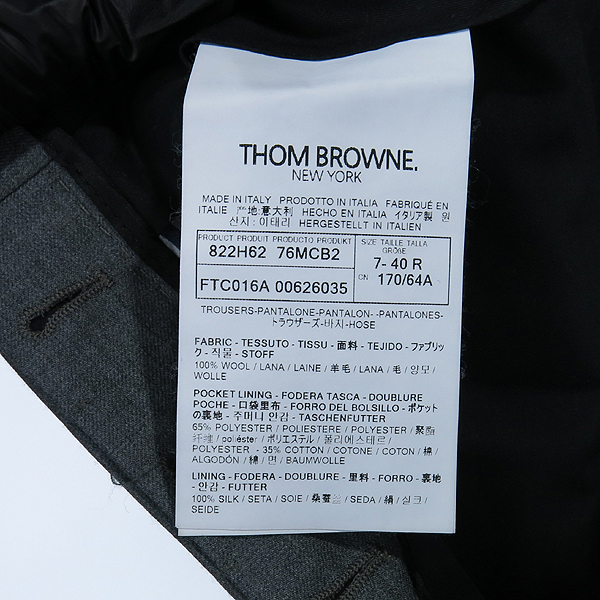 THOM BROWNE.
NEW YORK
MADE IN ITALY PRODOTTO IN ITALIA FABRIQUÉ EN
ITALIE 产地:意大利 HECHO EN ITALIA イタリア製 원
산지: 이태리 HERGESTELLT IN ITALIEN
PRODUCT PRODUIT PRODUCTO PRODUKT
822H62 76MCB2
FTC016A 00626035
SIZE TAILLE TALLA
GRÖßE
7- 40 R
CN 170/64A
TROUSERS-PANTALONE-PANTALON- -PANTALONES-
トラウザーズ-바지-HOSE
FABRIC - TESSUTO - TISSU - 面料 - TEJIDO - ファブリッ
ク - 직물 - STOFF
100% WOOL / LANA / LAINE / 羊毛 / LANA / 毛 / 양모 /
WOLLE
POCKET LINING - FODERA TASCA - DOUBLURE
POCHE - 口袋里布 - FORRO DEL BOLSILLO - ポケット
の裏地 - 주머니 안감 - TASCHENFUTTER
65% POLYESTER / POLIESTERE / POLYESTER / 聚酯
纤维 / poliéster / ポリエステル / 폴리에스테르 /
POLYESTER - 35% COTTON / COTONE / COTON / 棉 /
ALGODÓN / 綿 / 면 / BAUMWOLLE
LINING - FODERA - DOUBLURE - 里料 - FORRO - 裏地
- 안감 - FUTTER
100% SILK / SETA / SOIE / 桑蚕丝 / SEDA / 絹 / 실크 /
SEIDE